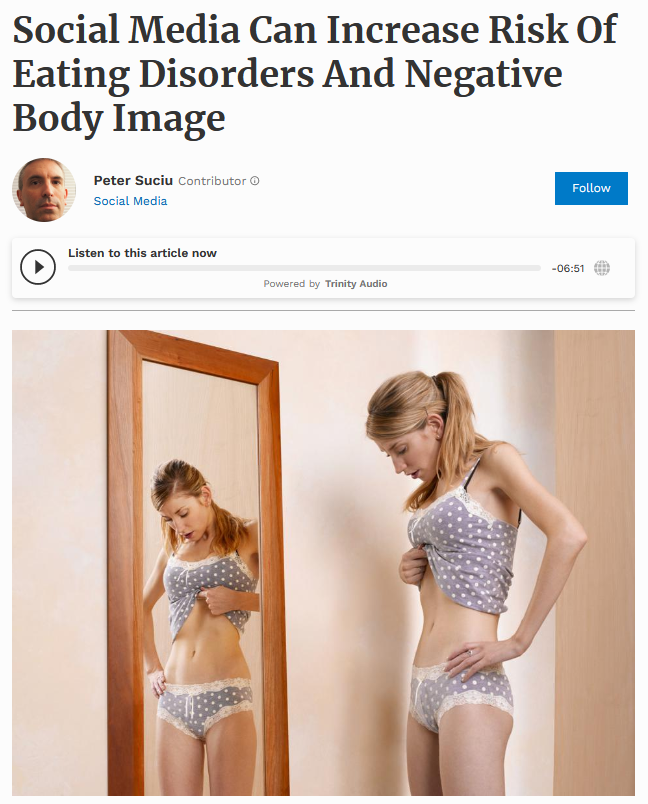 Social Media Can Increase Risk Of
Eating Disorders And Negative
Body Image
Peter Suciu Contributor
Social Media
Follow
Listen to this article now
-06:51
Powered by Trinity Audio